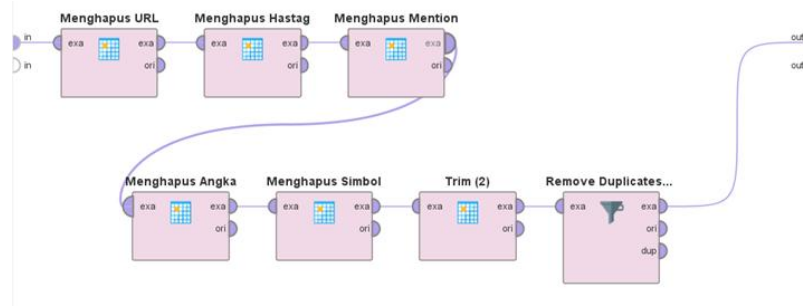 Menghapus URL Menghapus Hastag Menghapus Mention
in exa exa exa exa exa exa out
in ori ori ori out
Menghapus Angka Menghapus Simbol Trim (2) Remove Duplicates...
exa exa exa exa exa exa exa exa
ori ori ori ori
dup